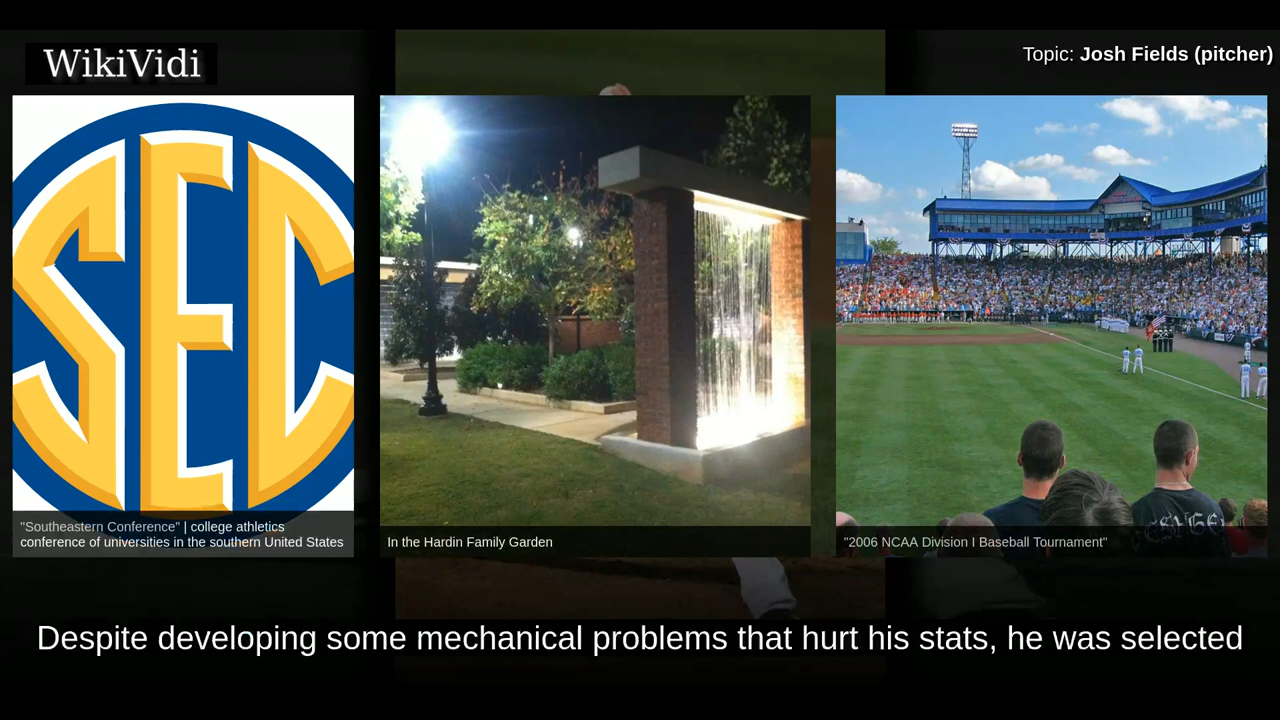 WikiVidi
Topic: Josh Fields (pitcher)
SEC
"Southeastern Conference" | college athletics
conference of universities in the southern United States
In the Hardin Family Garden
"2006 NCAA Division I Baseball Tournament"
Despite developing some mechanical problems that hurt his stats, he was selected